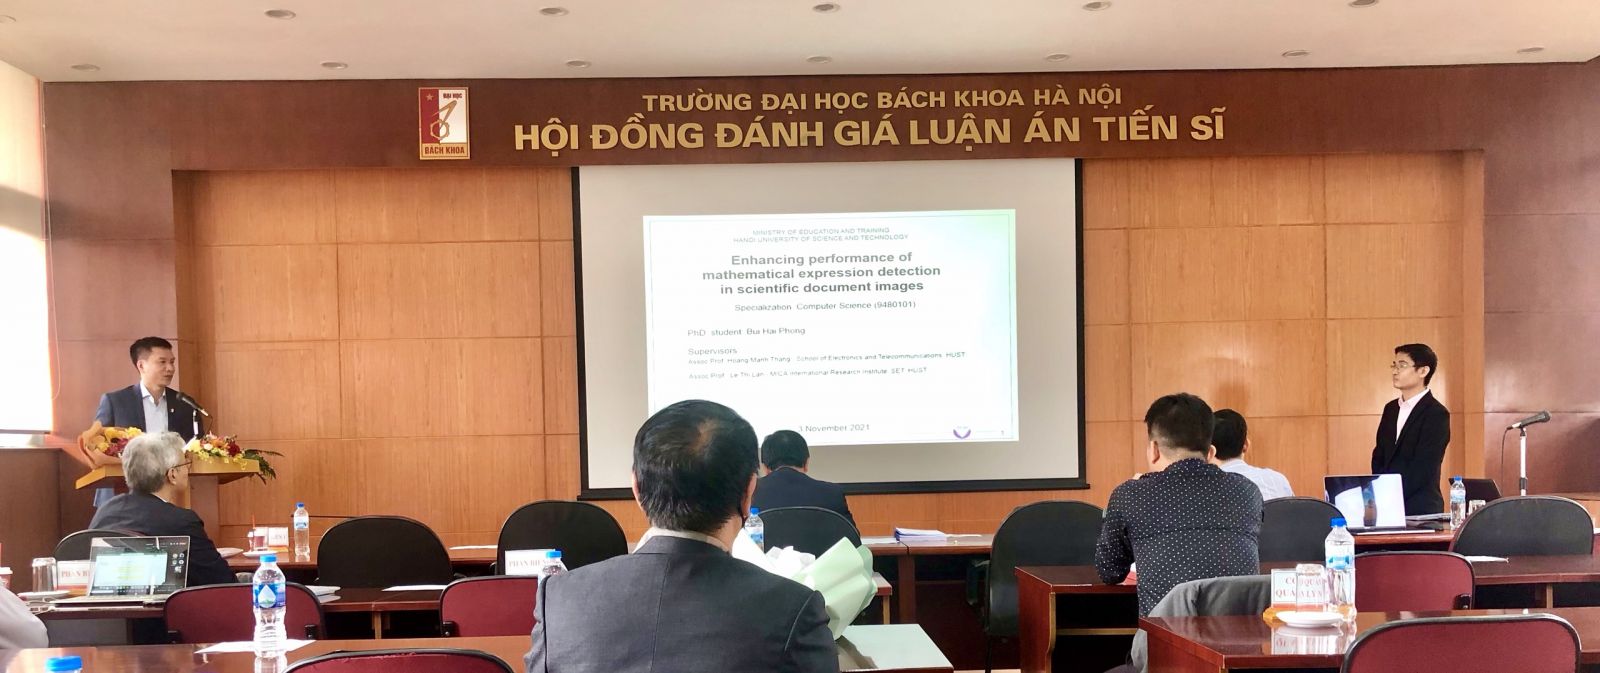 ĐẠI HỌC
BÁCH KHOA
TRƯỜNG ĐẠI HỌC BÁCH KHOA HÀ NỘI
HỘI ĐỒNG ĐÁNH GIÁ LUẬN ÁN TIẾN SĨ
MINISTRY OF EDUCATION AND TRAINING
HANOI UNIVERSITY OF SCIENCE AND TECHNOLOGY
Enhancing performance of
mathematical expression detection
in scientific document images
Specialization Computer Science (9480101)
PhD. student Bui Hai Phong
Supervisors
Assoc Prof. Hoang Manh Thang School of Electronics and Telecommunications HUST
Assoc Prof. Le Thi Lan - MICA International Research Institute SET HUST
3 November 2021
1
PHẢN BI